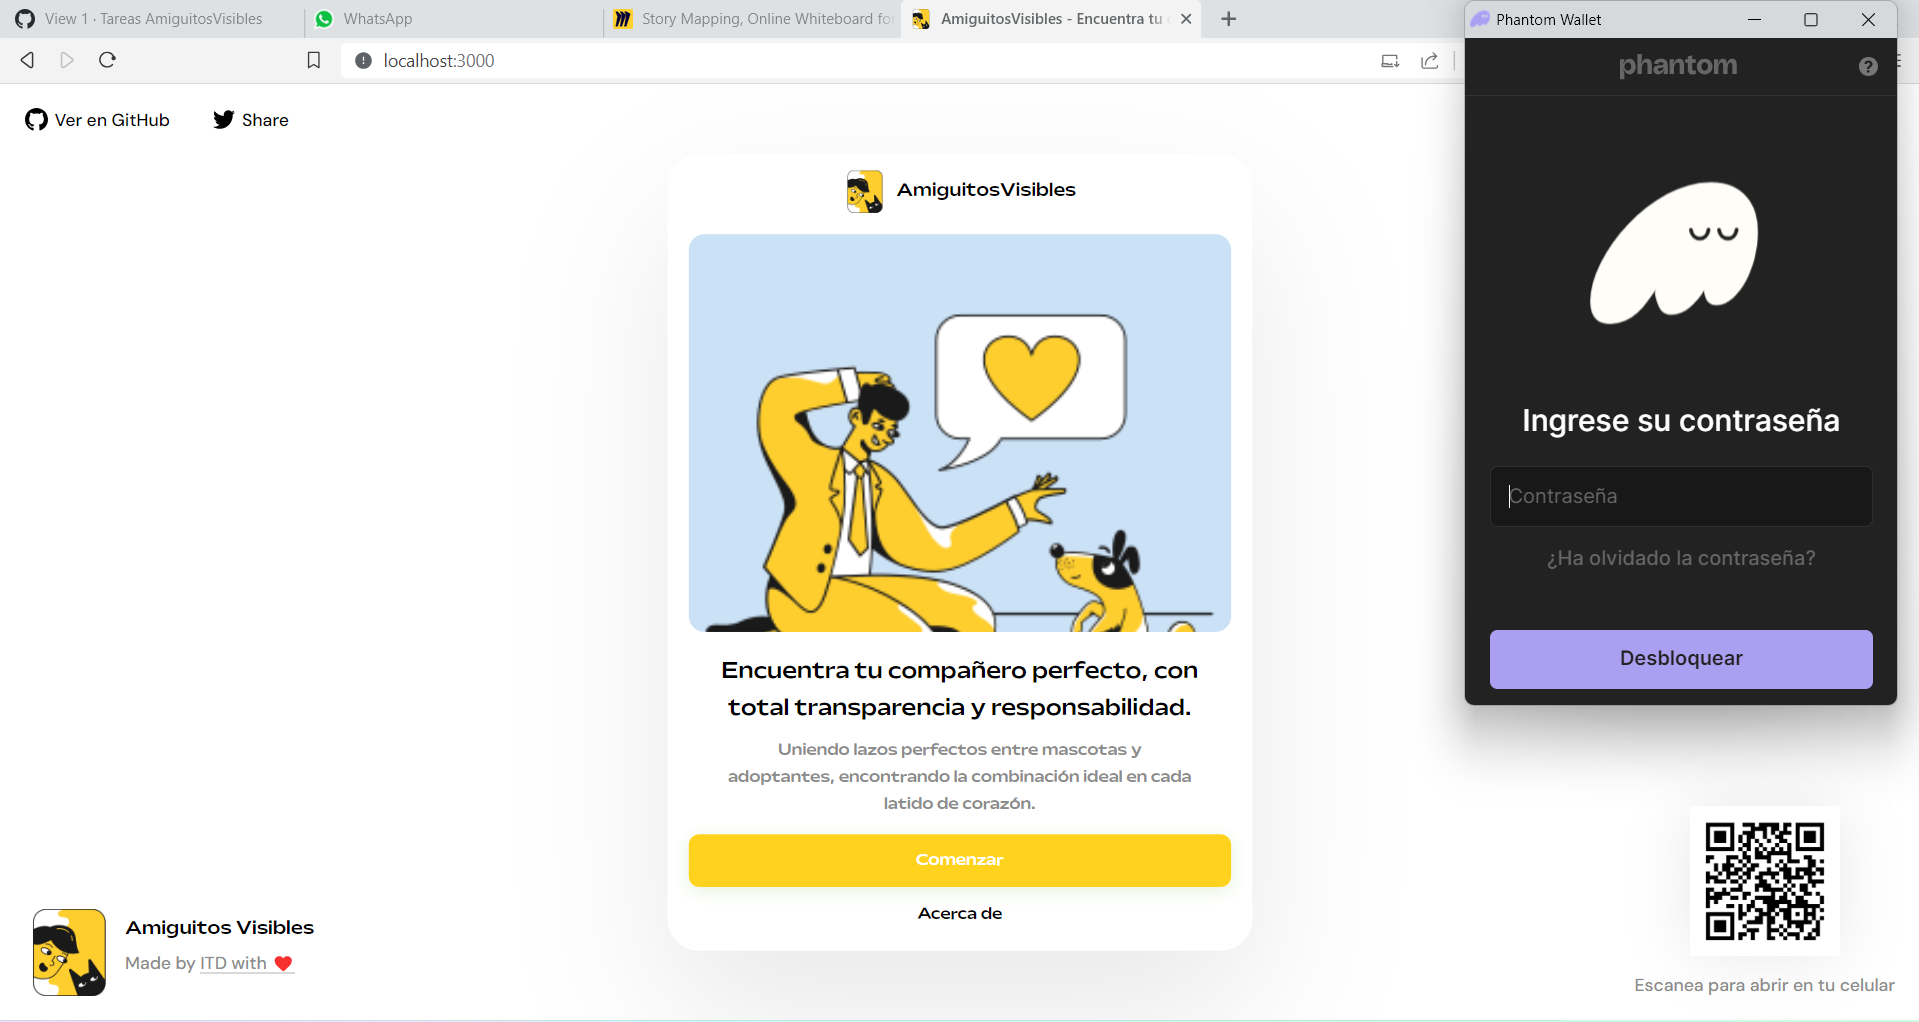 View 1 · Tareas AmiguitosVisibles
WhatsApp
Story Mapping, Online Whiteboard for
AmiguitosVisibles - Encuentra tu
localhost:3000
Phantom Wallet
phantom
Ver en GitHub
Share
AmiguitosVisibles
Encuentra tu compañero perfecto, con
total transparencia y responsabilidad.
Uniendo lazos perfectos entre mascotas y
adoptantes, encontrando la combinación ideal en cada
latido de corazón.
Comenzar
Acerca de
Ingrese su contraseña
Contraseña
¿Ha olvidado la contraseña?
Desbloquear
Amiguitos Visibles
Made by ITD with ❤️
Escanea para abrir en tu celular